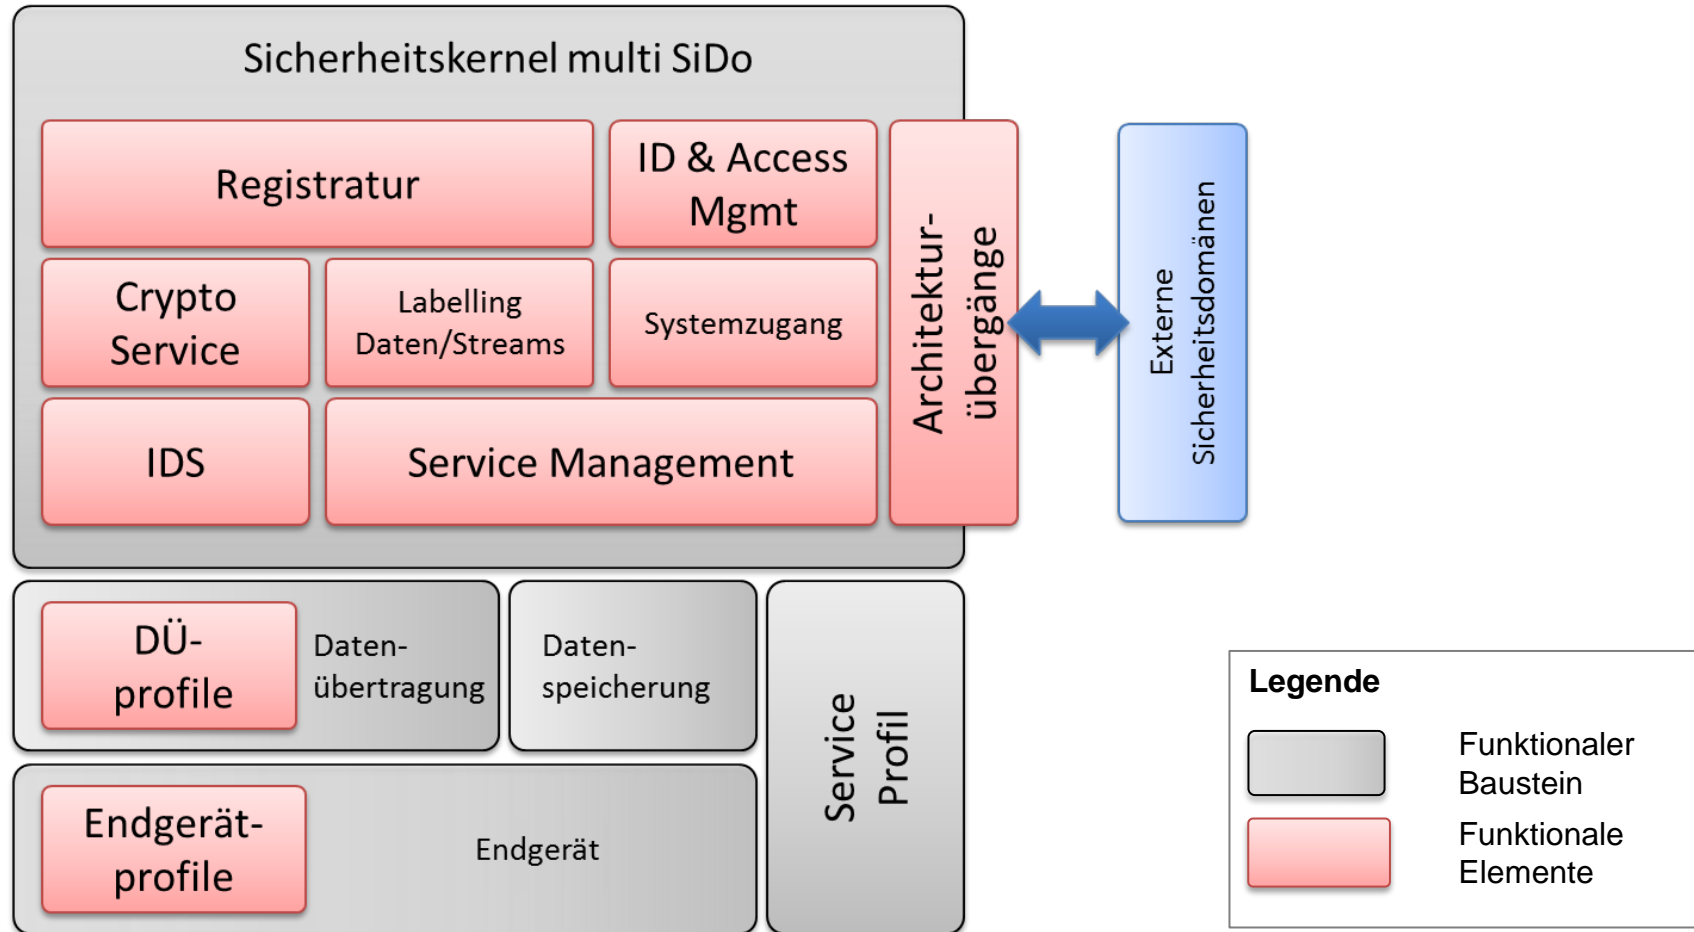 Sicherheitskernel multi SiDo
Registratur
ID & Access
Mgmt
Crypto
Service
Labelling
Daten/Streams
Systemzugang
IDS
Service Management
Architektur-
übergänge
Externe
Sicherheitsdomänen
DÜ-
profile
Daten-
übertragung
Daten-
speicherung
Service
Profil
Endgerät-
profile
Endgerät
Legende
Funktionaler
Baustein
Funktionale
Elemente